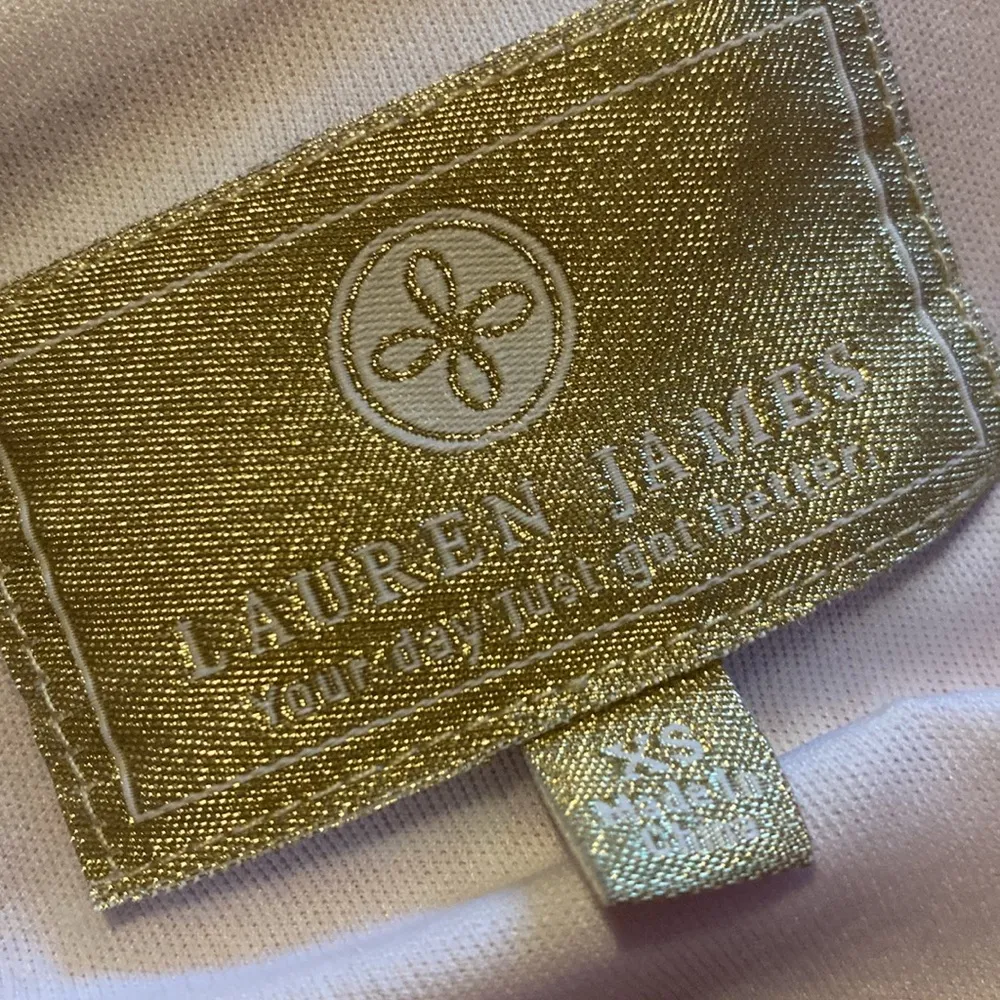 LAUREN JAMES
Your day just got better.
XS
Made In
China